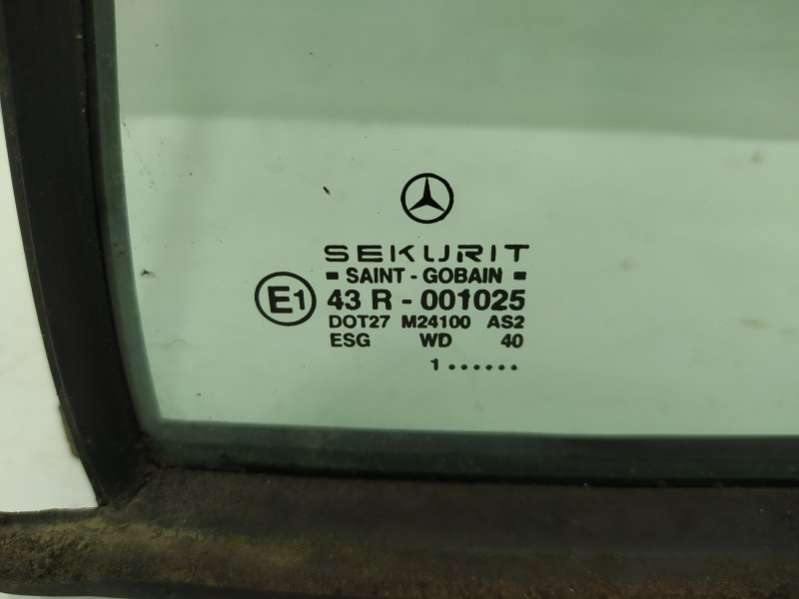 SEKURIT
SAINT - GOBAIN
E1 43 R - 001025
DOT27 M24100 AS2
ESG WD 40
1 ······